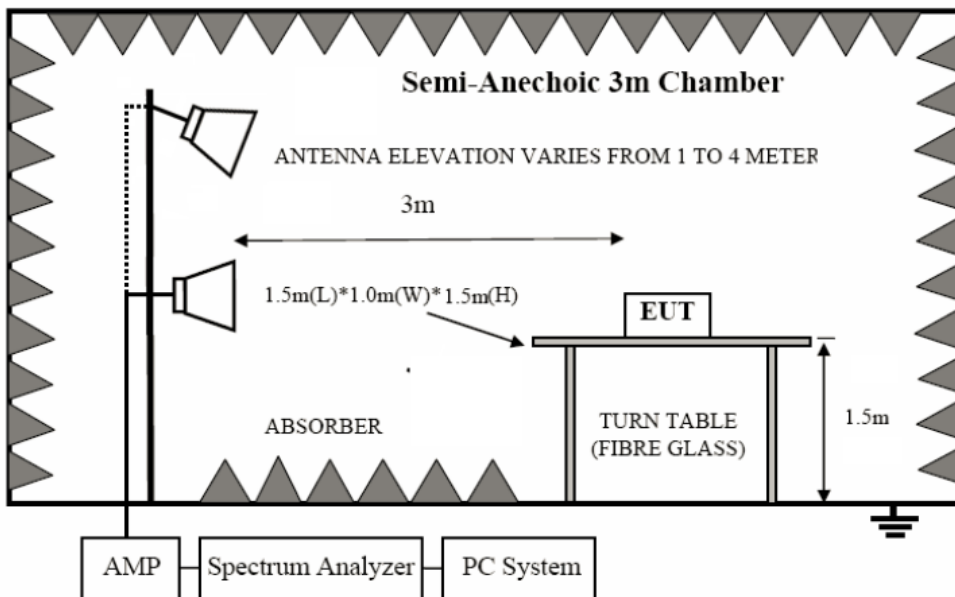 Semi-Anechoic 3m Chamber
ANTENNA ELEVATION VARIES FROM 1 TO 4 METER
3m
1.5m(L)*1.0m(W)*1.5m(H)
EUT
ABSORBER
TURN TABLE
(FIBRE GLASS)
1.5m
AMP
Spectrum Analyzer
PC System